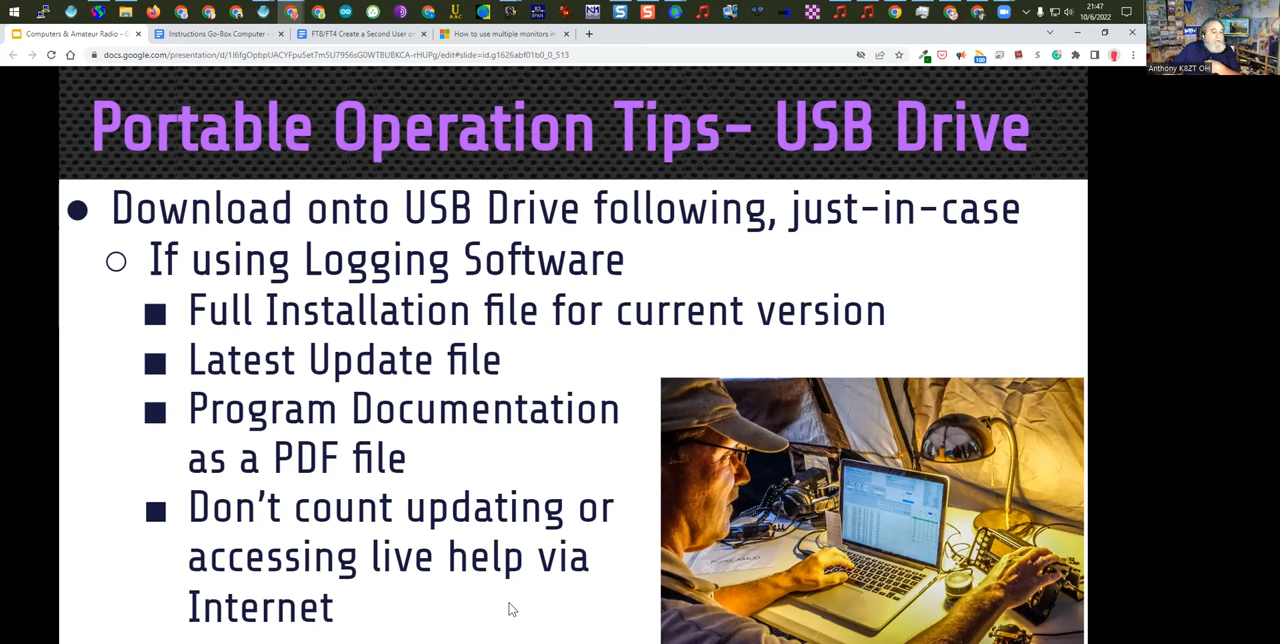 21:47
10/6/2022
Computers & Amateur Radio - G
Instructions Go-Box Computer -
FT8/FT4 Create a Second User on
How to use multiple monitors in
docs.google.com/presentation/d/1I6fgOpbpUACYFpu5m5U7956sG0WTBUBKCA-rHUPg/edit#slide=id.g1626abf01b0_0_513
Anthony K8ZT OH
Portable Operation Tips- USB Drive
Download onto USB Drive following, just-in-case
If using Logging Software
Full Installation file for current version
Latest Update file
Program Documentation
as a PDF file
Don't count updating or
accessing live help via
Internet